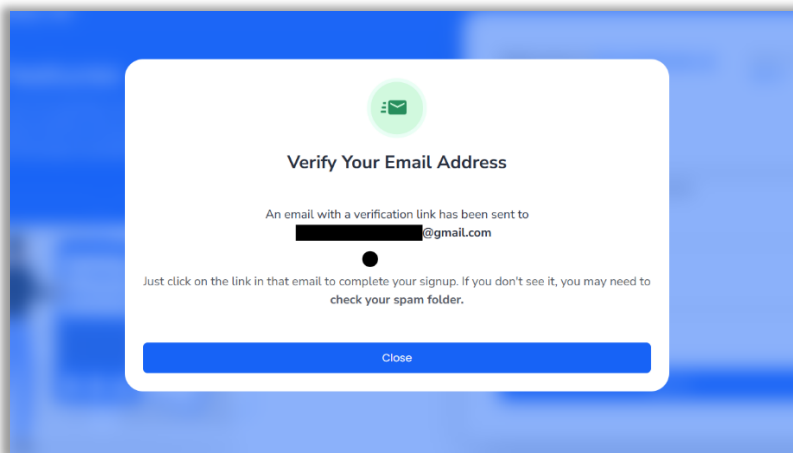 Verify Your Email Address
An email with a verification link has been sent to
@gmail.com
Just click on the link in that email to complete your signup. If you don't see it, you may need to
check your spam folder.
Close